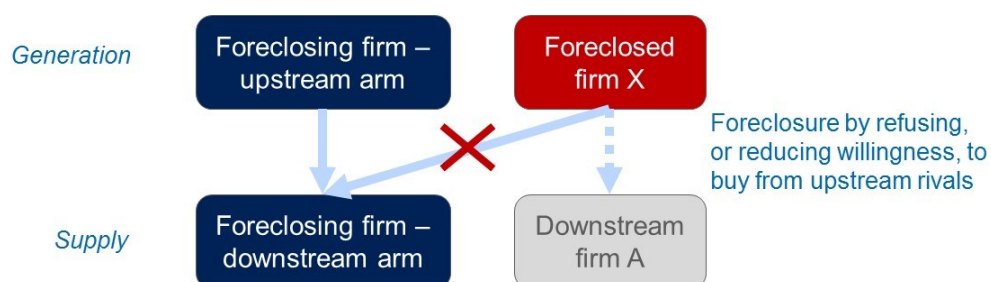 Generation
Foreclosing firm –
upstream arm
Foreclosed
firm X
Foreclosure by refusing,
or reducing willingness, to
buy from upstream rivals
Supply
Foreclosing firm –
downstream arm
Downstream
firm A